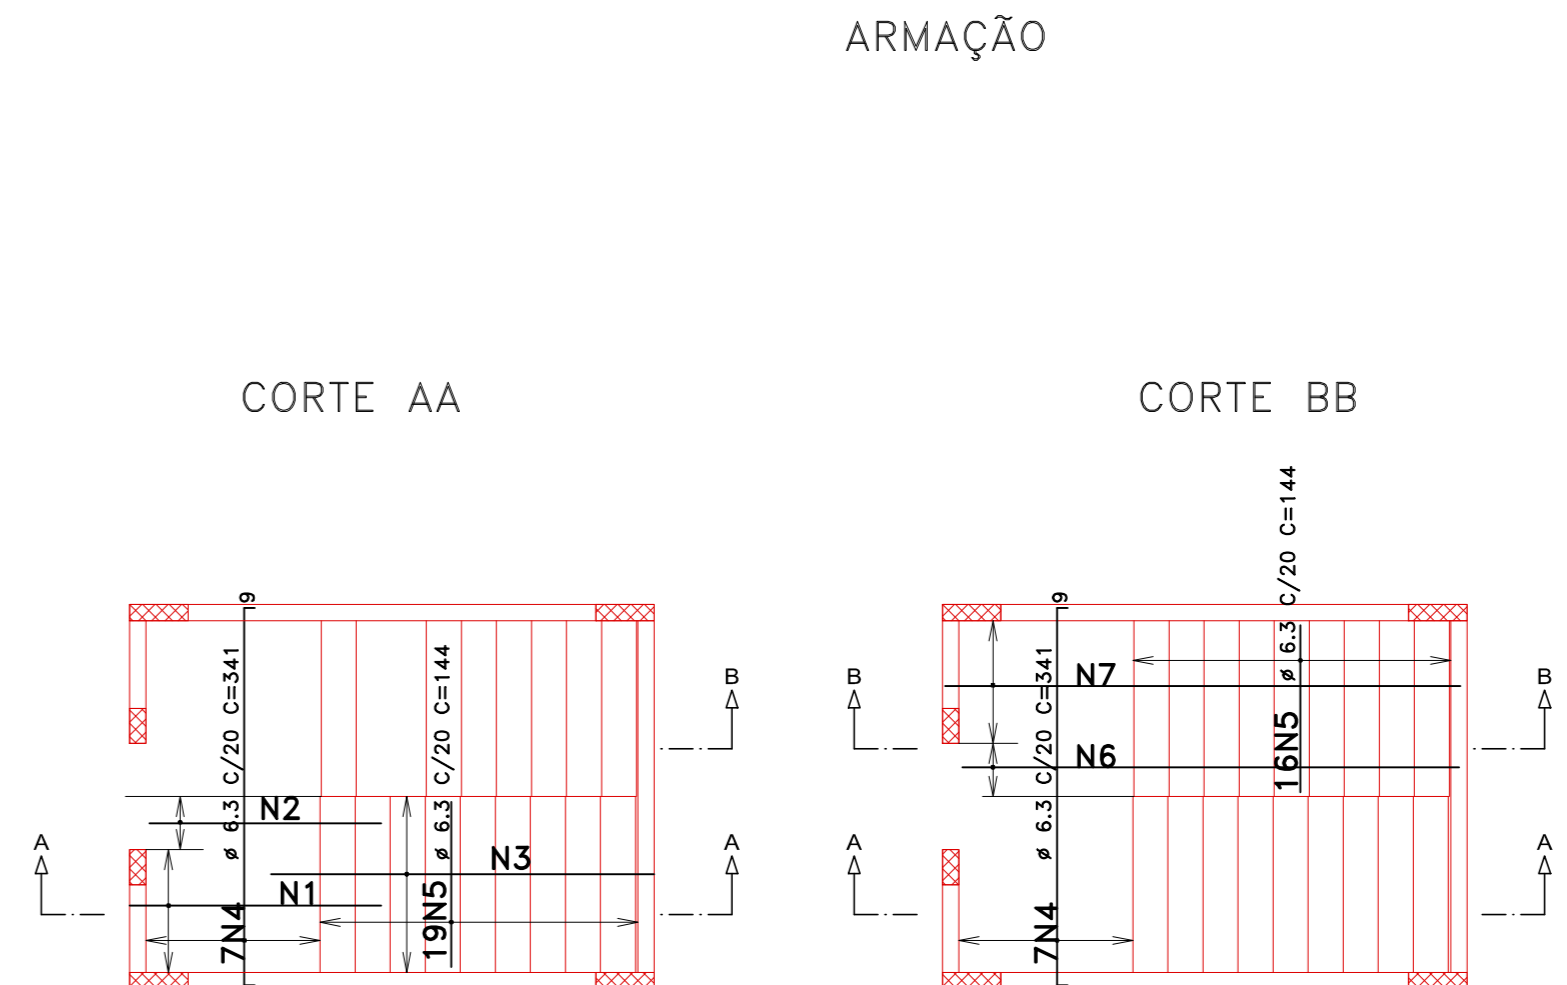 ARMAÇÃO
CORTE AA
CORTE BB
9
ø 6.3 C/20 C=341
7N4
ø 6.3 C/20 C=144
19N5
N2
N1
N3
A
A
B
9
ø 6.3 C/20 C=341
7N4
ø 6.3 C/20 C=144
16N5
N7
N6
B
B
A
A